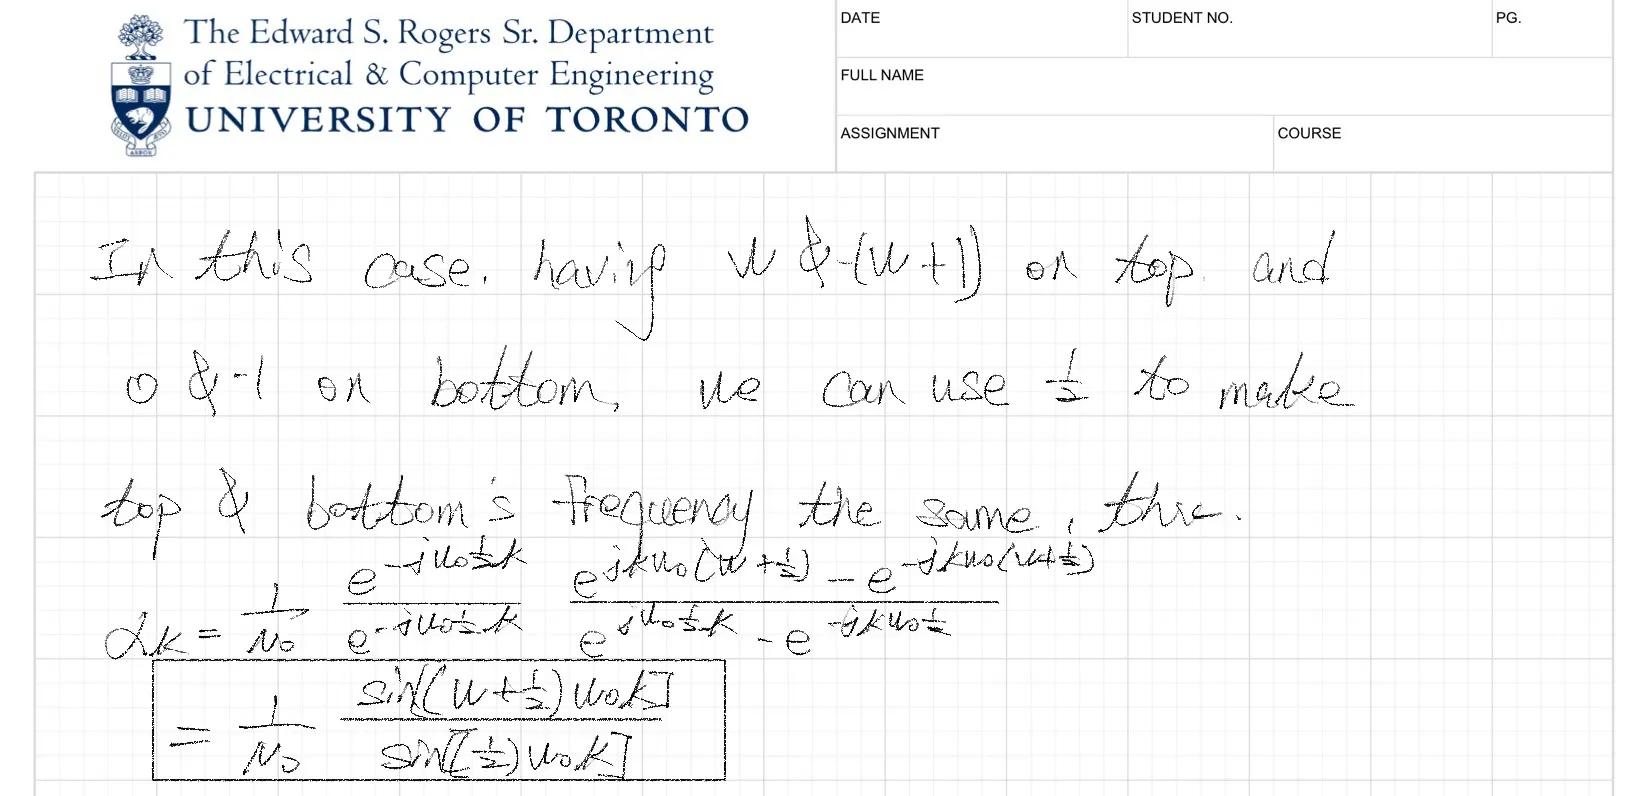 The Edward S. Rogers Sr. Department
of Electrical & Computer Engineering
UNIVERSITY OF TORONTO
DATE
STUDENT NO.
PG.
FULL NAME
ASSIGNMENT
COURSE
In this case, having N & -(N+1) on top, and
0 & -1 on bottom, we can use 1/2 to make
top & bottom's frequency the same, thus.
αk = 1/N₀ e^(-jω₀½k)/e^(-jω₀½k) (e^(jkω₀(N+½)) - e^(-jkω₀(N+½)))/(e^(jω₀½k) - e^(-jkω₀½))
= 1/N₀ sin[(N+½)ω₀k]/sin[(½)ω₀k]